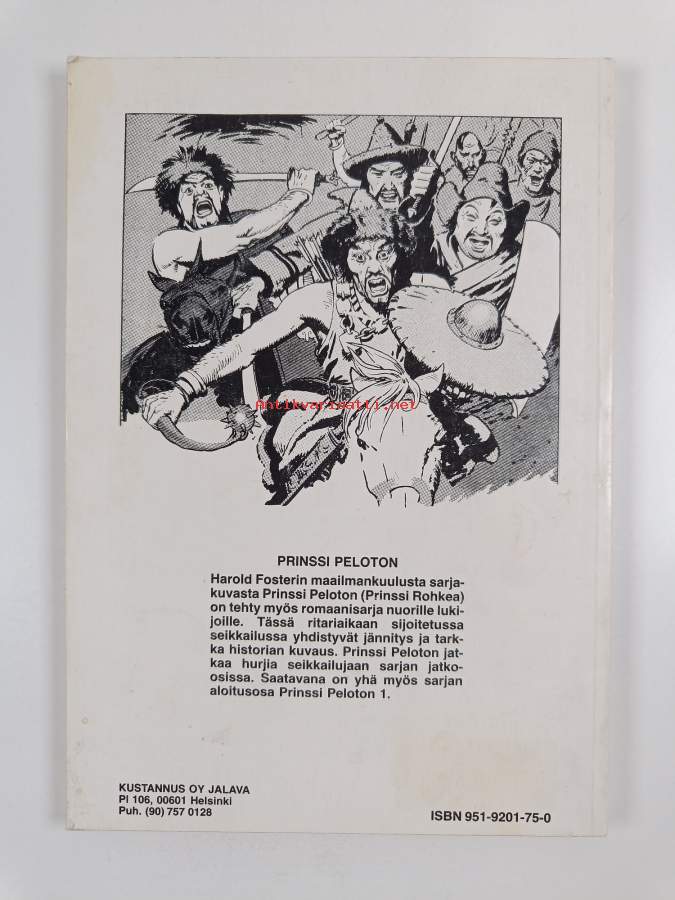 Antikvariaatti.net
PRINSSI PELOTON
Harold Fosterin maailmankuulusta sarja-
kuvasta Prinssi Peloton (Prinssi Rohkea)
on tehty myös romaanisarja nuorille luki-
joille. Tässä ritariaikaan sijoitetussa
seikkailussa yhdistyvät jännitys ja tark-
ka historian kuvaus. Prinssi Peloton jat-
kaa hurjia seikkailujaan sarjan jatko-
osissa. Saatavana on yhä myös sarjan
aloitusosa Prinssi Peloton 1.
KUSTANNUS OY JALAVA
Pl 106, 00601 Helsinki
Puh. (90) 757 0128
ISBN 951-9201-75-0